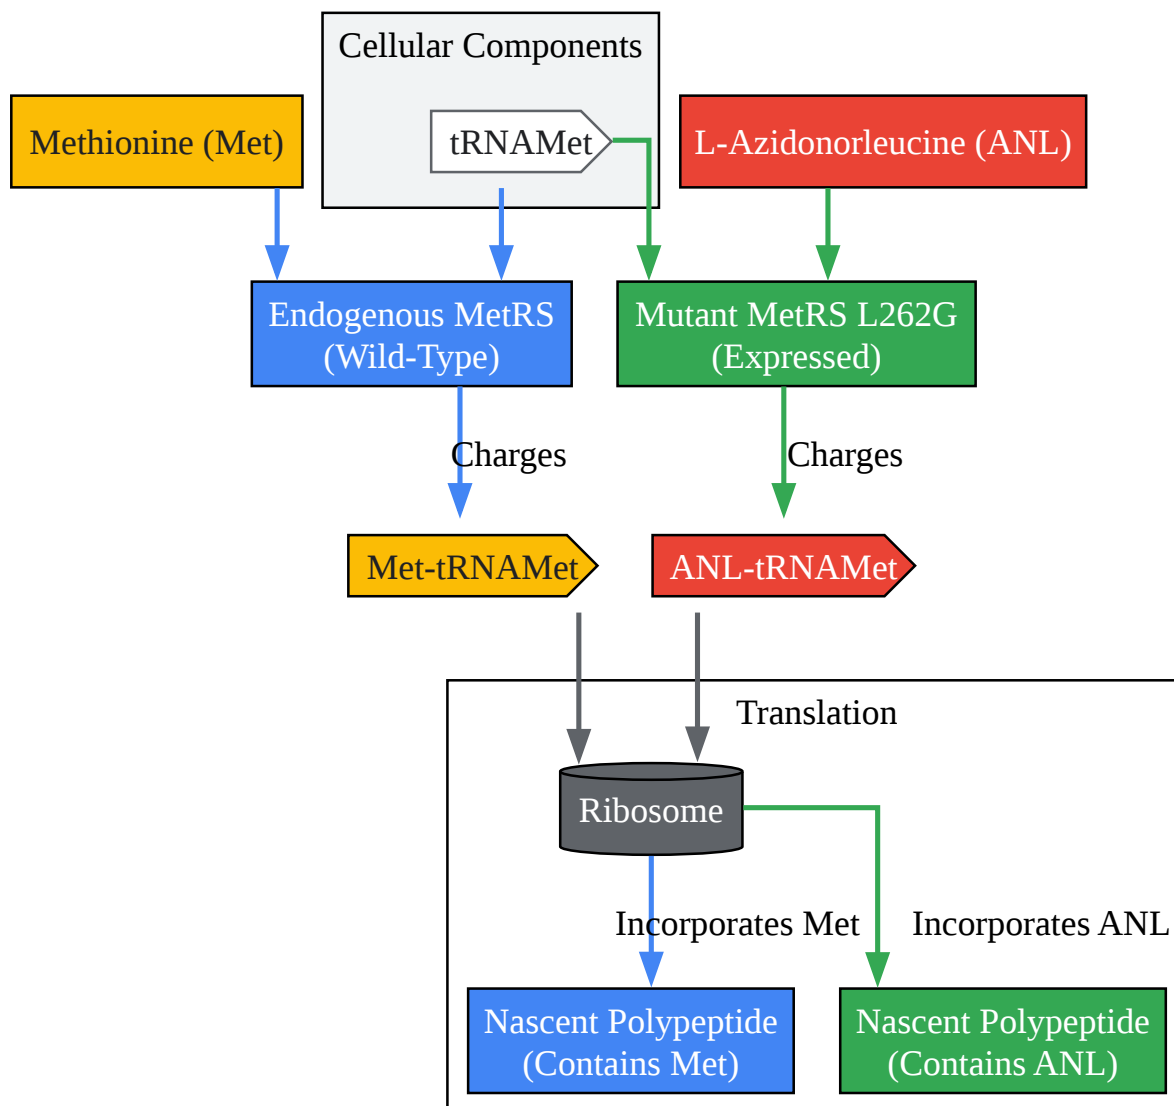 Cellular Components
Methionine (Met)
tRNAMet
L-Azidonorleucine (ANL)
Endogenous MetRS
(Wild-Type)
Mutant MetRS L262G
(Expressed)
Charges
Charges
Met-tRNAMet
ANL-tRNAMet
Translation
Ribosome
Incorporates Met
Incorporates ANL
Nascent Polypeptide
(Contains Met)
Nascent Polypeptide
(Contains ANL)